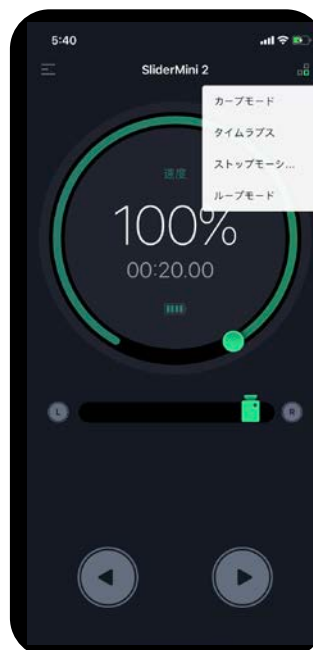 5:40
SliderMini 2
カーブモード
タイムラプス
ストップモーシ...
ループモード
速度
100%
00:20.00
L
R